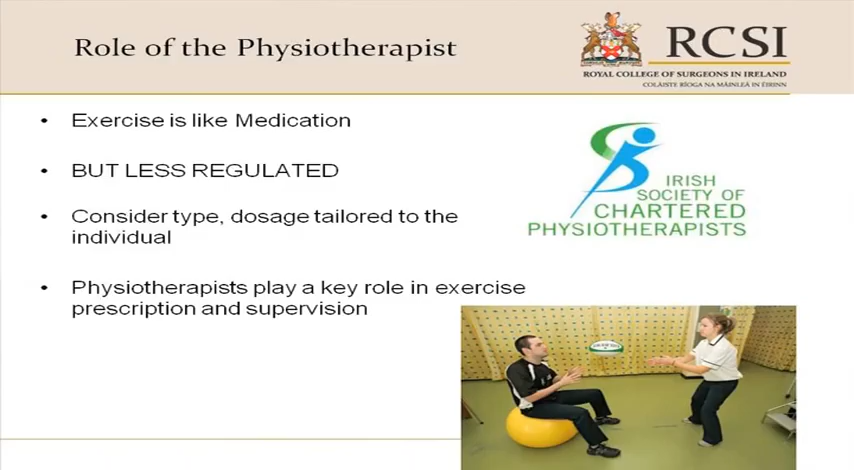 Role of the Physiotherapist
RCSI
ROYAL COLLEGE OF SURGEONS IN IRELAND
COLÁISTE RÍOGA NA MÁINLEÁ IN ÉIRINN
• Exercise is like Medication
• BUT LESS REGULATED
• Consider type, dosage tailored to the
individual
• Physiotherapists play a key role in exercise
prescription and supervision
IRISH
SOCIETY OF
CHARTERED
PHYSIOTHERAPISTS